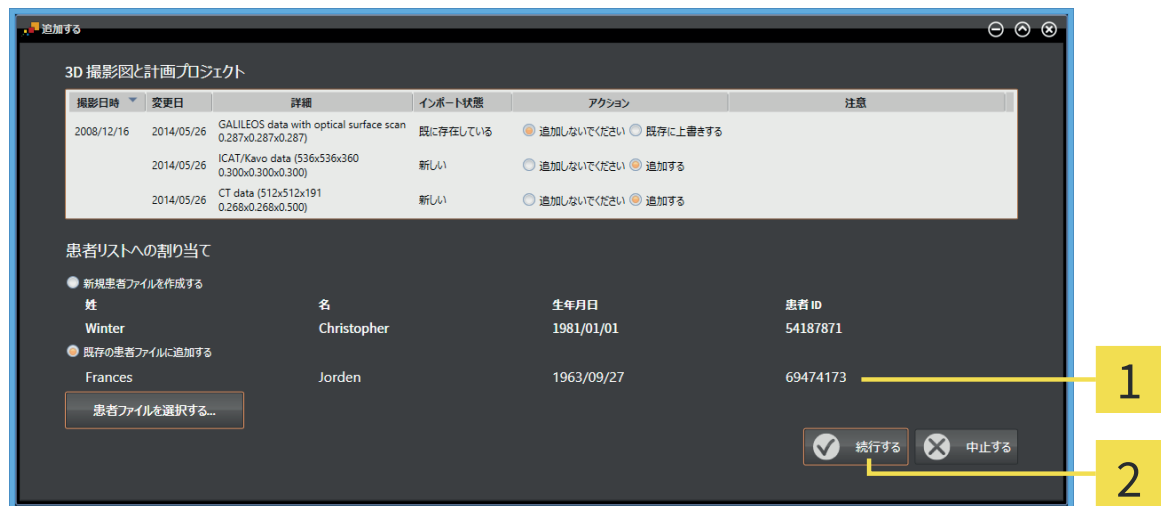 追加する
3D 撮影図と計画プロジェクト
撮影日時 変更日 詳細 インポート状態 アクション 注意
2008/12/16 2014/05/26 GALILEOS data with optical surface scan 既に存在している 追加しないでください 既存に上書きする
0.287x0.287x0.287)
2014/05/26 ICAT/Kavo data (536x536x360 新しい 追加しないでください 追加する
0.300x0.300x0.300)
2014/05/26 CT data (512x512x191 新しい 追加しないでください 追加する
0.268x0.268x0.500)
患者リストへの割り当て
新規患者ファイルを作成する
姓 名 生年月日 患者 ID
Winter Christopher 1981/01/01 54187871
既存の患者ファイルに追加する
Frances Jorden 1963/09/27 69474173 1
患者ファイルを選択する...
続行する 中止する
2